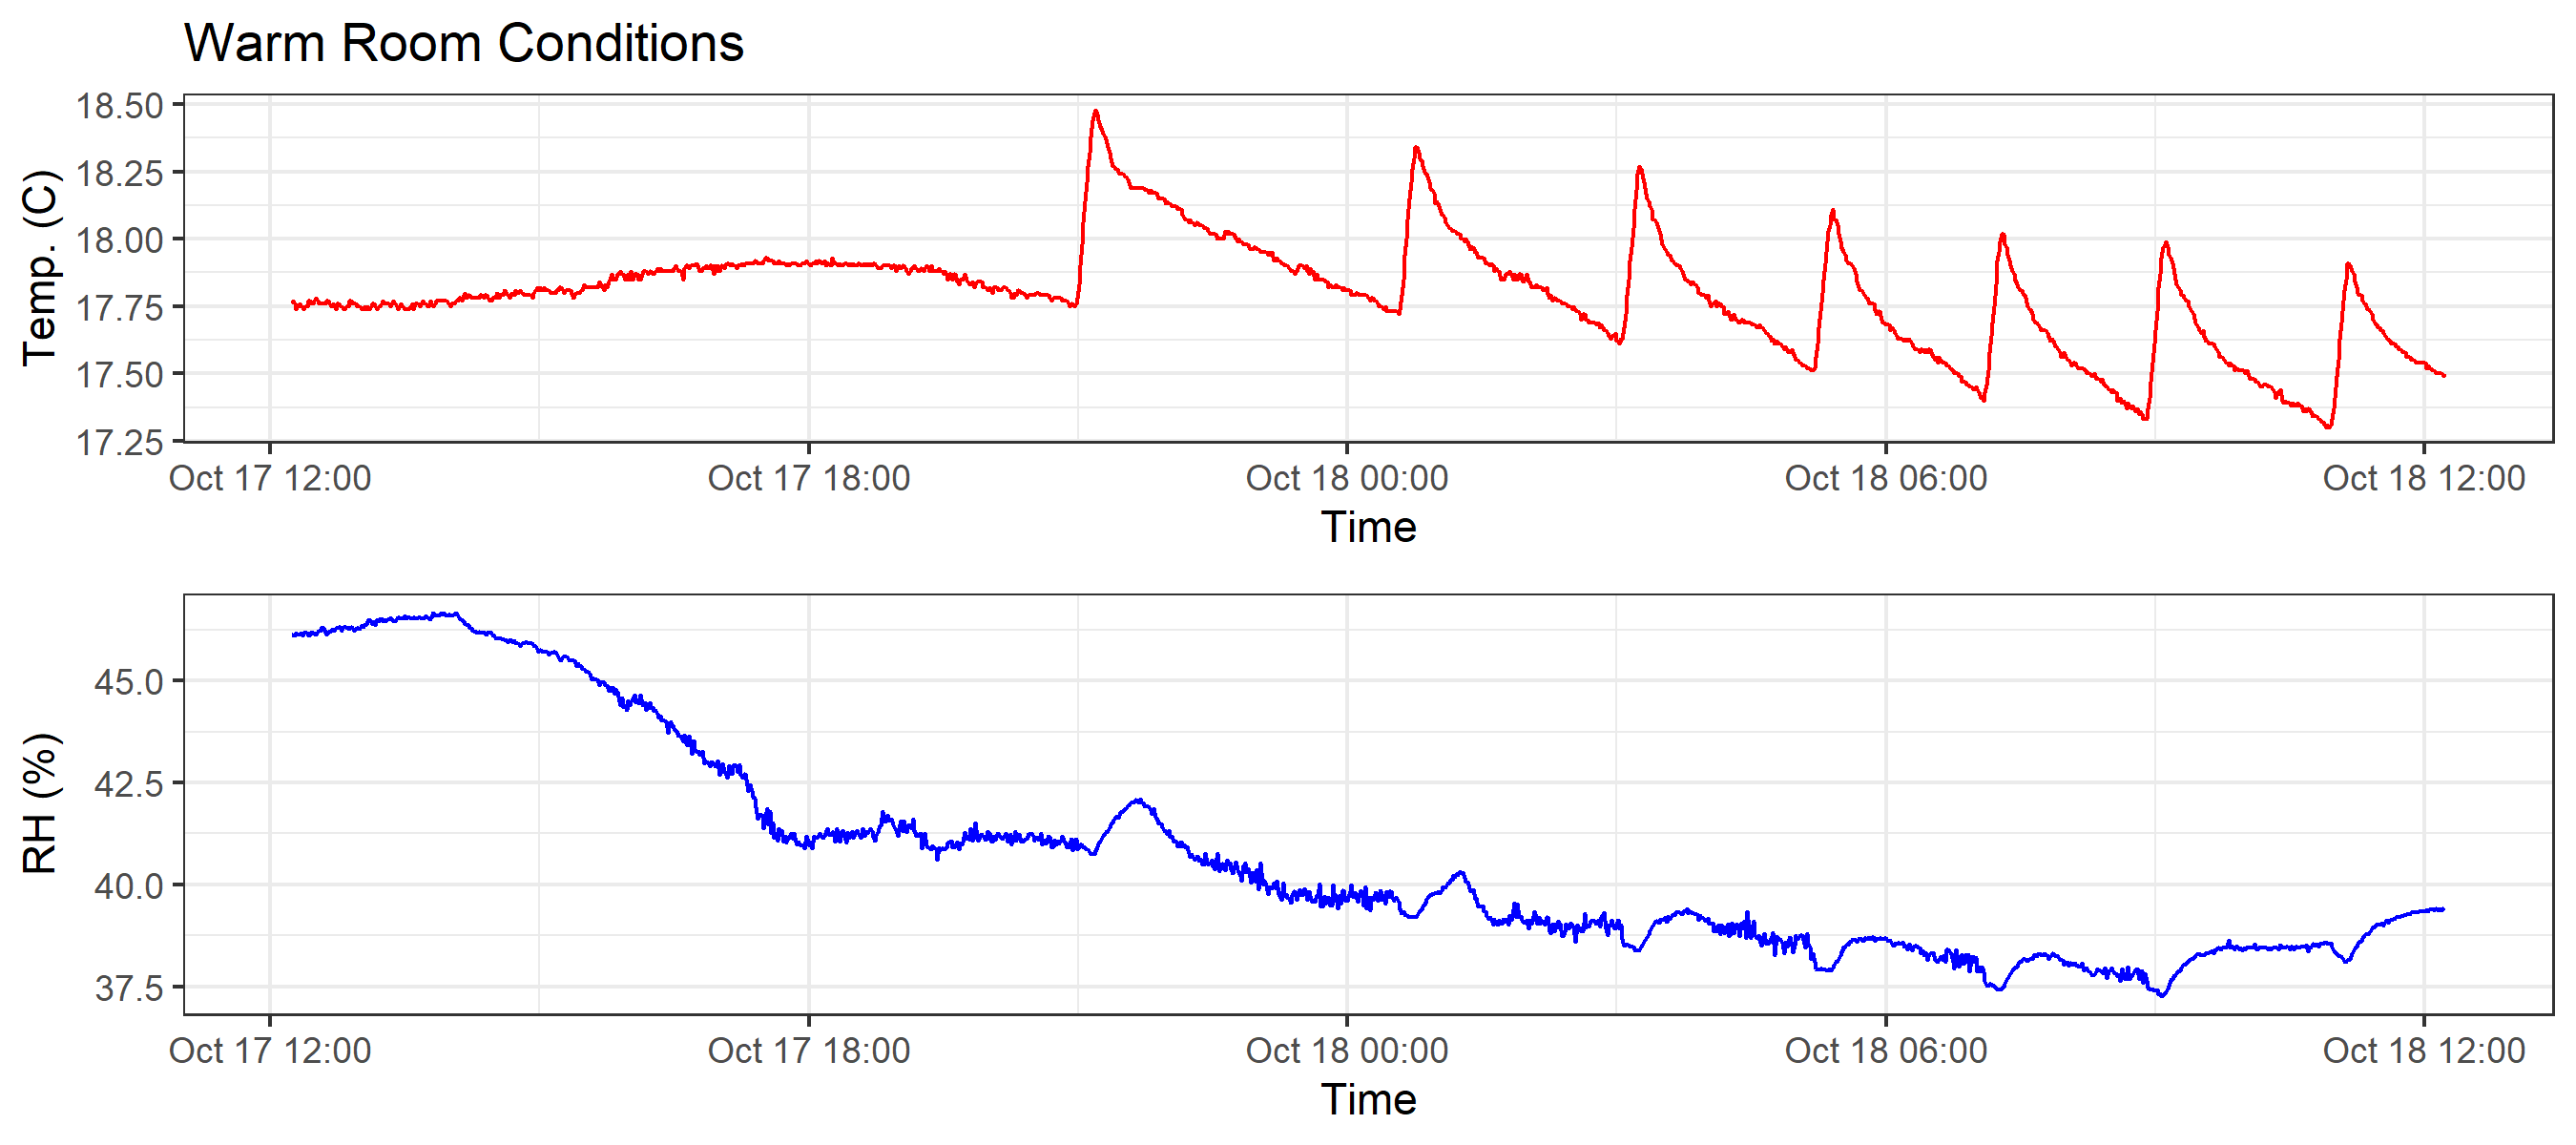 Warm Room Conditions
Temp. (C)
18.50
18.25
18.00
17.75
17.50
17.25
Oct 17 12:00 Oct 17 18:00 Oct 18 00:00 Oct 18 06:00 Oct 18 12:00
Time
RH (%)
45.0
42.5
40.0
37.5
Oct 17 12:00 Oct 17 18:00 Oct 18 00:00 Oct 18 06:00 Oct 18 12:00
Time